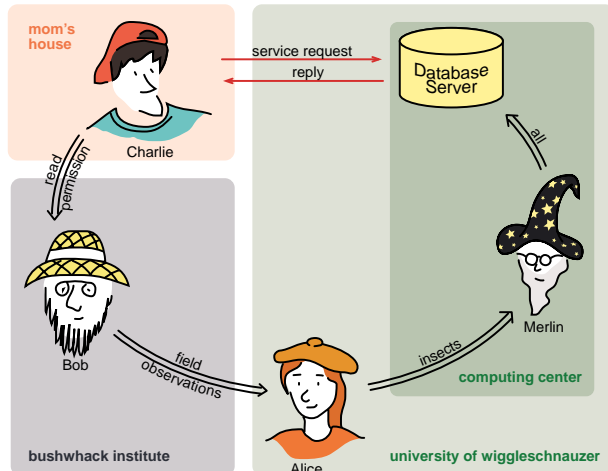 mom's
house
service request
reply
Database
Server
Charlie
read
permission
all
Merlin
Bob
field
observations
insects
computing center
bushwhack institute
Alice
university of wiggleschnauzer